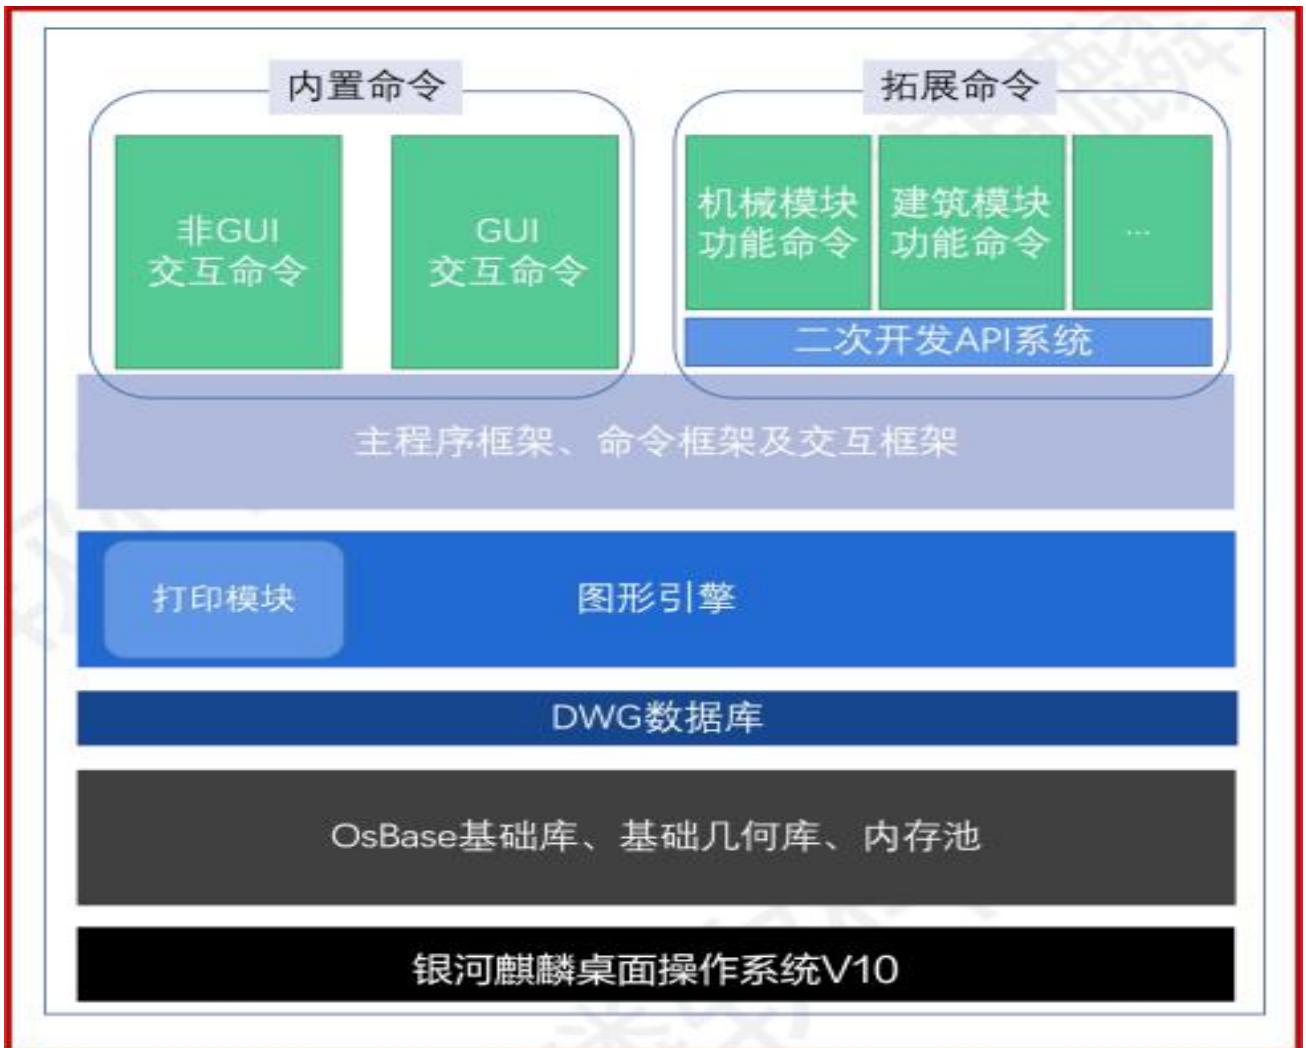 内置命令
拓展命令
非GUI
交互命令
GUI
交互命令
机械模块
功能命令
建筑模块
功能命令
...
二次开发API系统
主程序框架、命令框架及交互框架
打印模块
图形引擎
DWG数据库
OsBase基础库、基础几何库、内存池
银河麒麟桌面操作系统V10